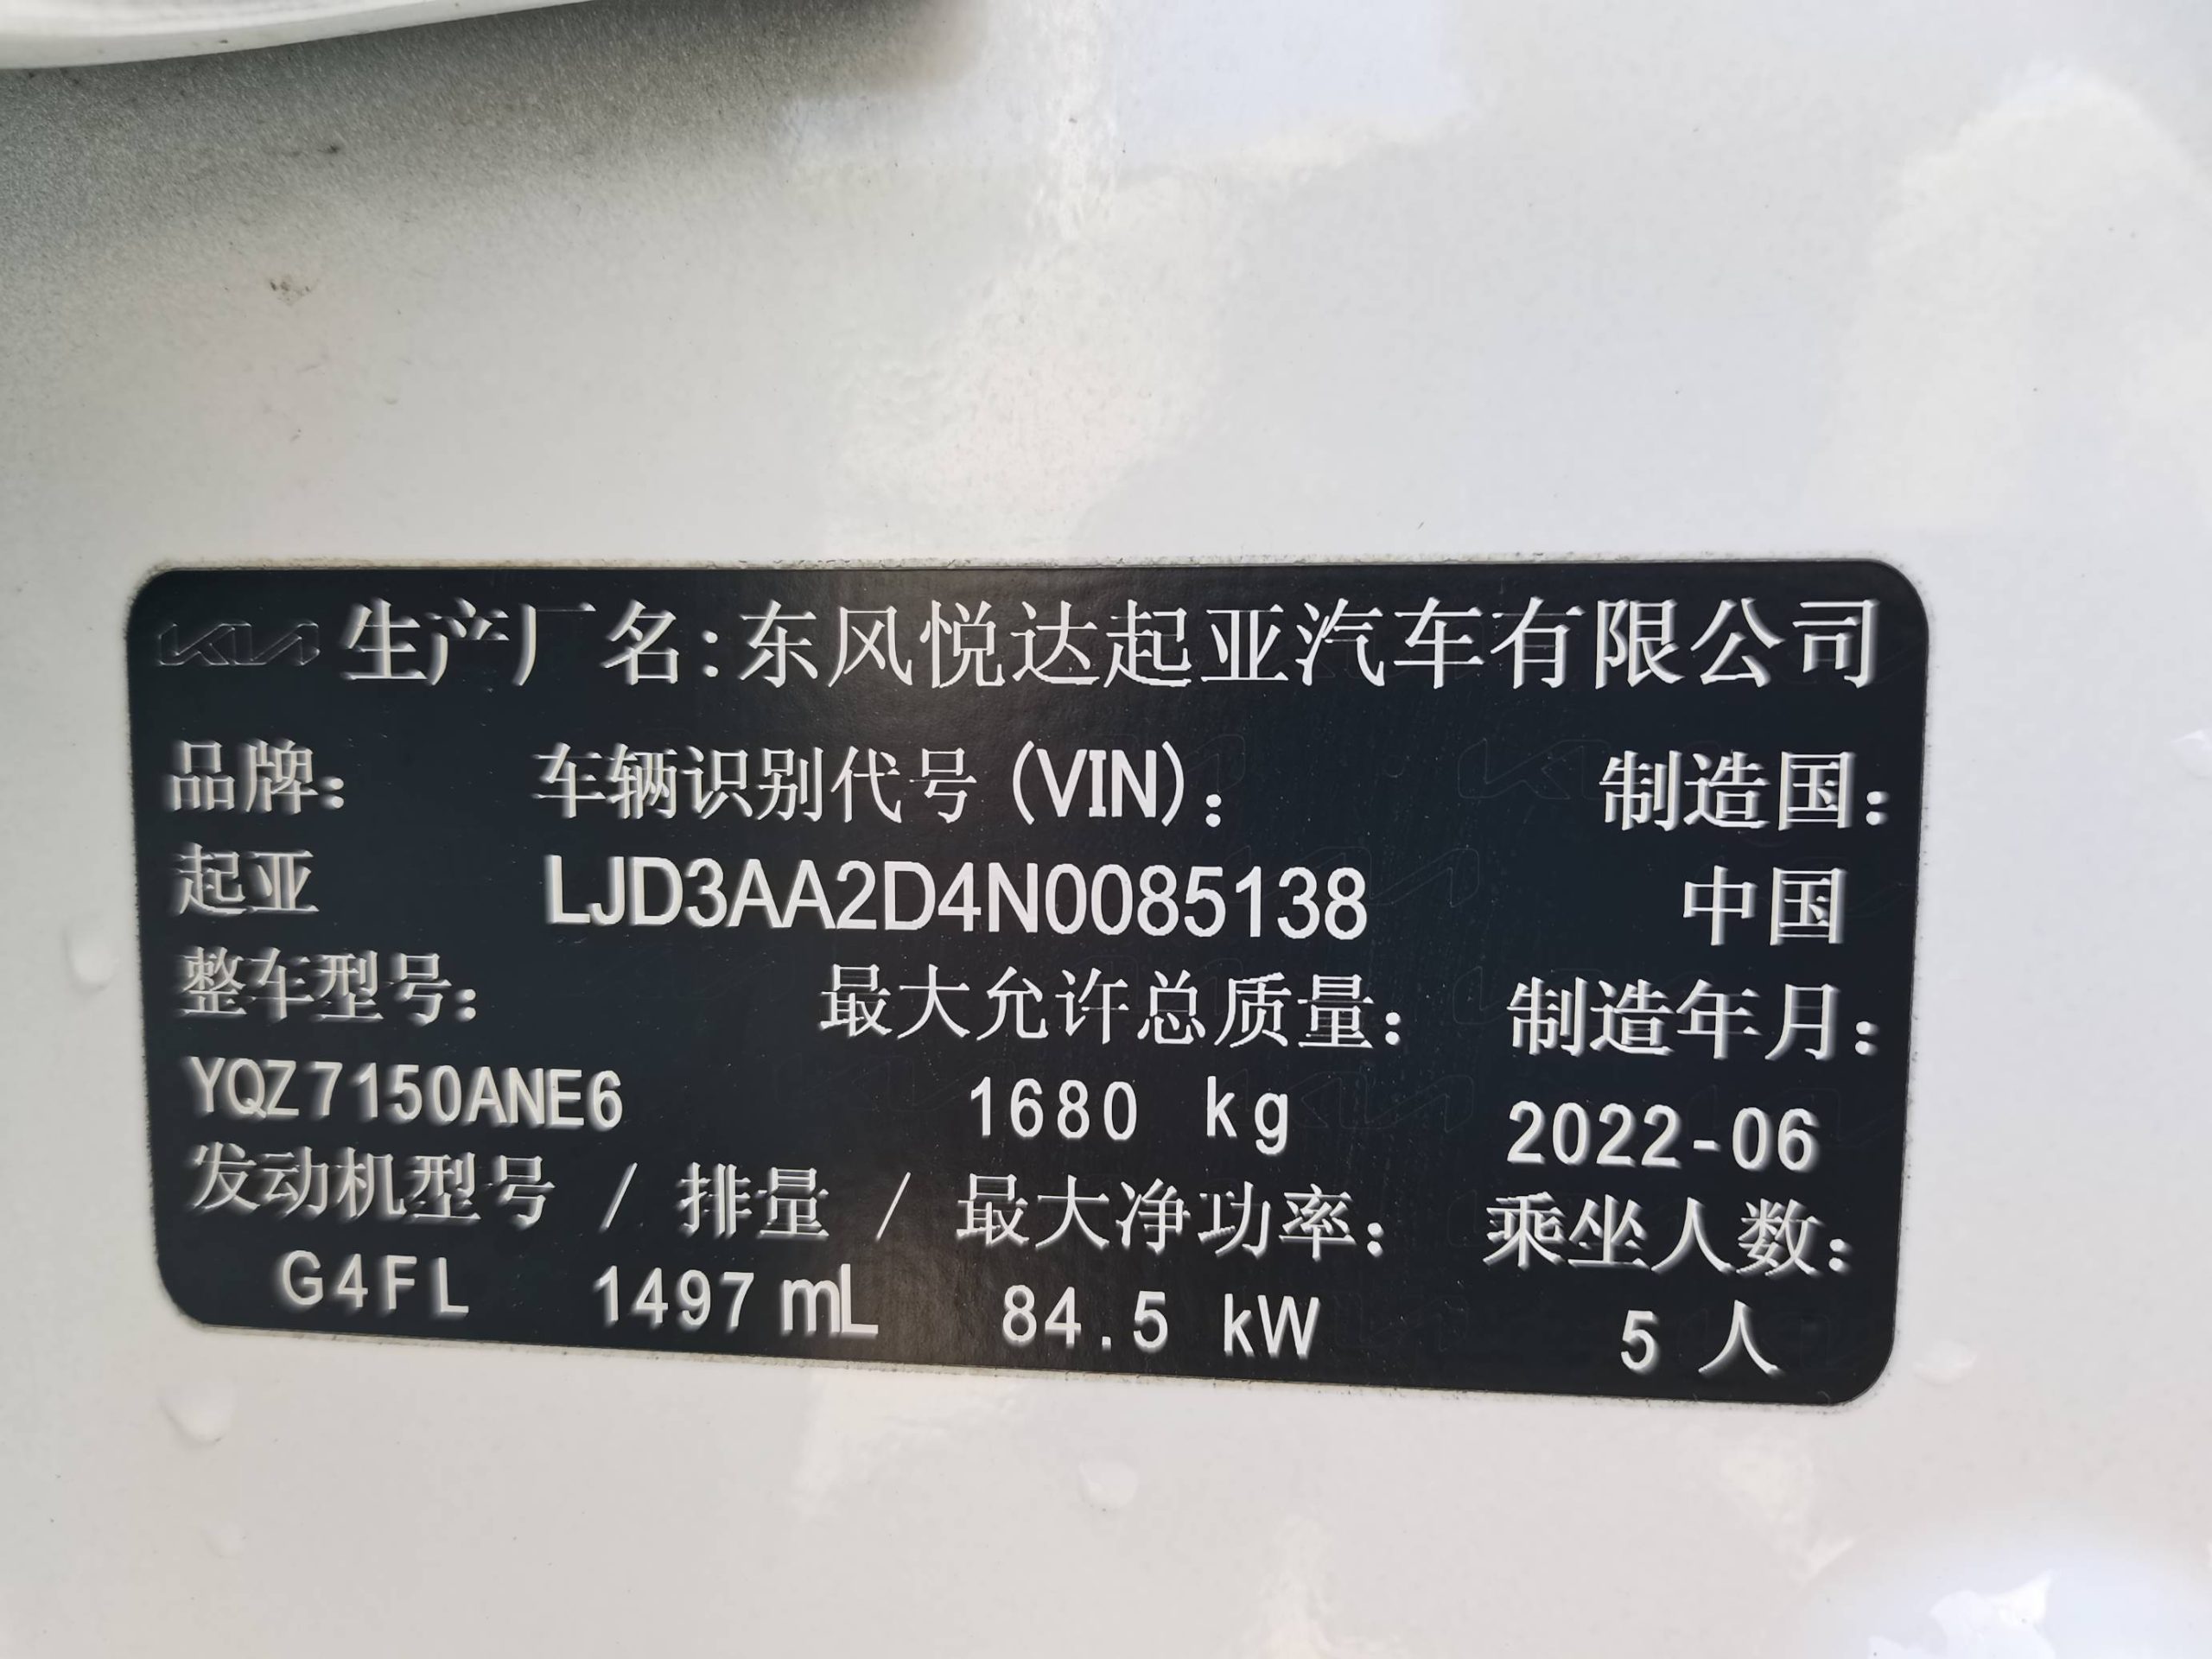 KIA 生产厂名:东风悦达起亚汽车有限公司
品牌: 车辆识别代号(VIN): 制造国:
起亚 LJD3AA2D4N0085138 中国
整车型号: 最大允许总质量: 制造年月:
YQZ7150ANE6 1680 kg 2022-06
发动机型号 / 排量 / 最大净功率: 乘坐人数:
G4FL 1497 mL 84.5 kW 5 人